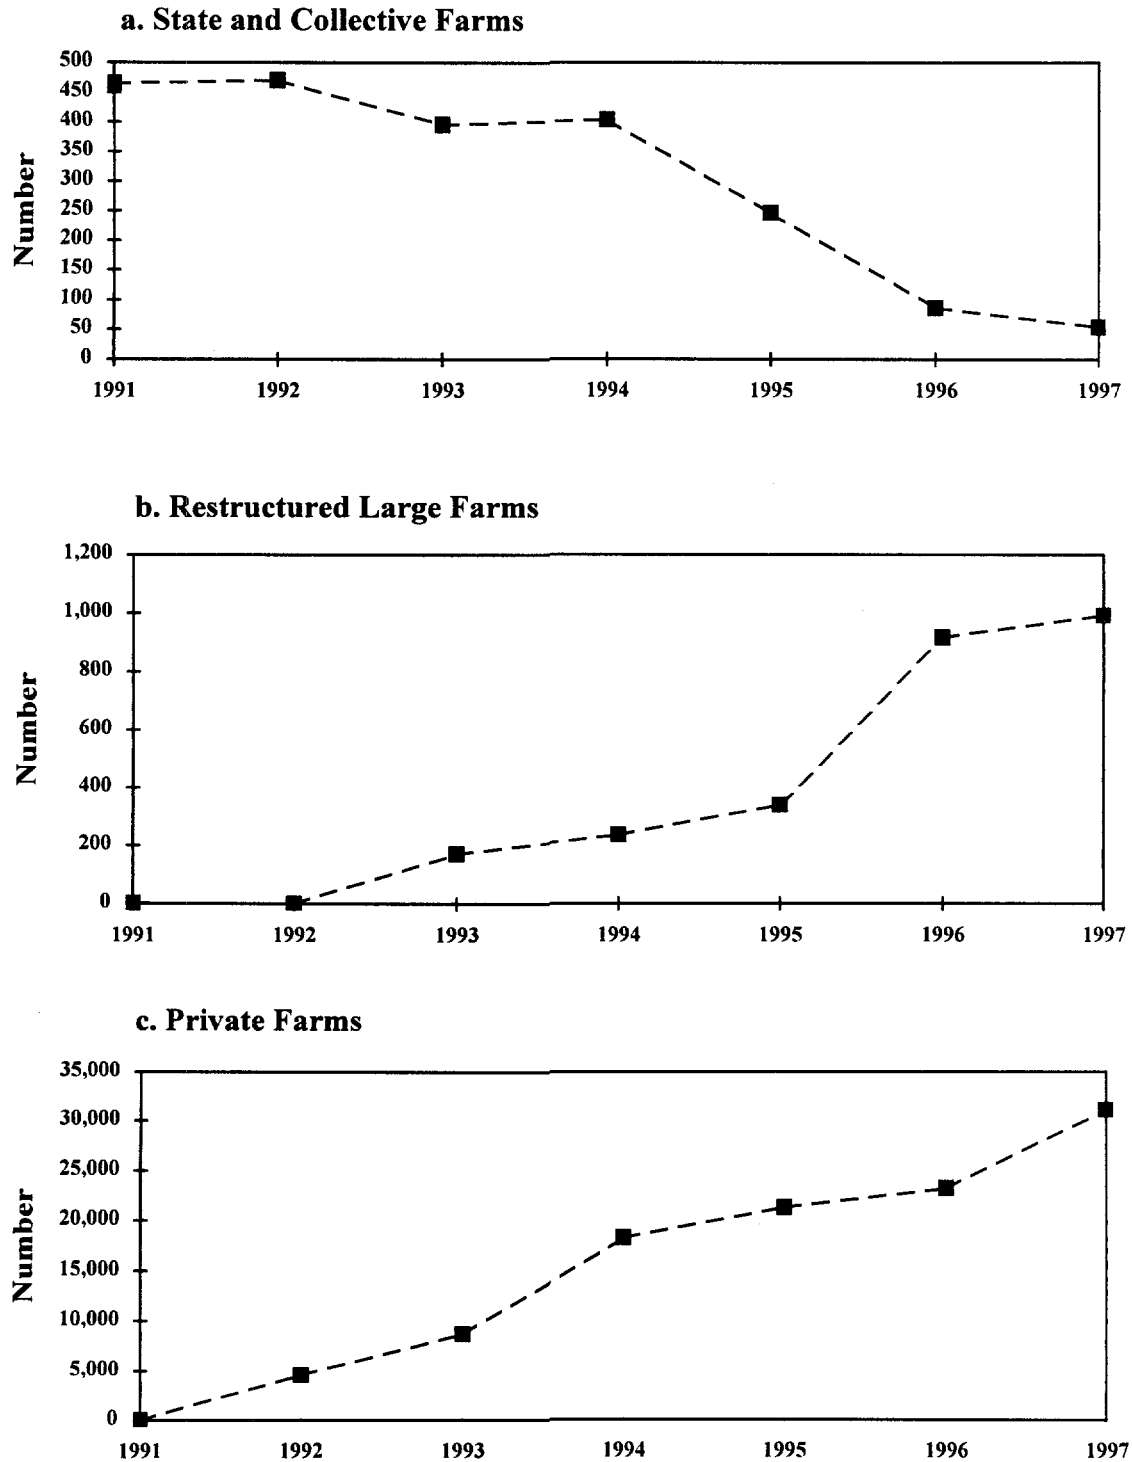 a. State and Collective Farms
500
450
400
350
300
250
200
150
100
50
0
Number
1991 1992 1993 1994 1995 1996 1997
b. Restructured Large Farms
1,200
1,000
800
600
400
200
0
Number
1991 1992 1993 1994 1995 1996 1997
c. Private Farms
35,000
30,000
25,000
20,000
15,000
10,000
5,000
0
Number
1991 1992 1993 1994 1995 1996 1997